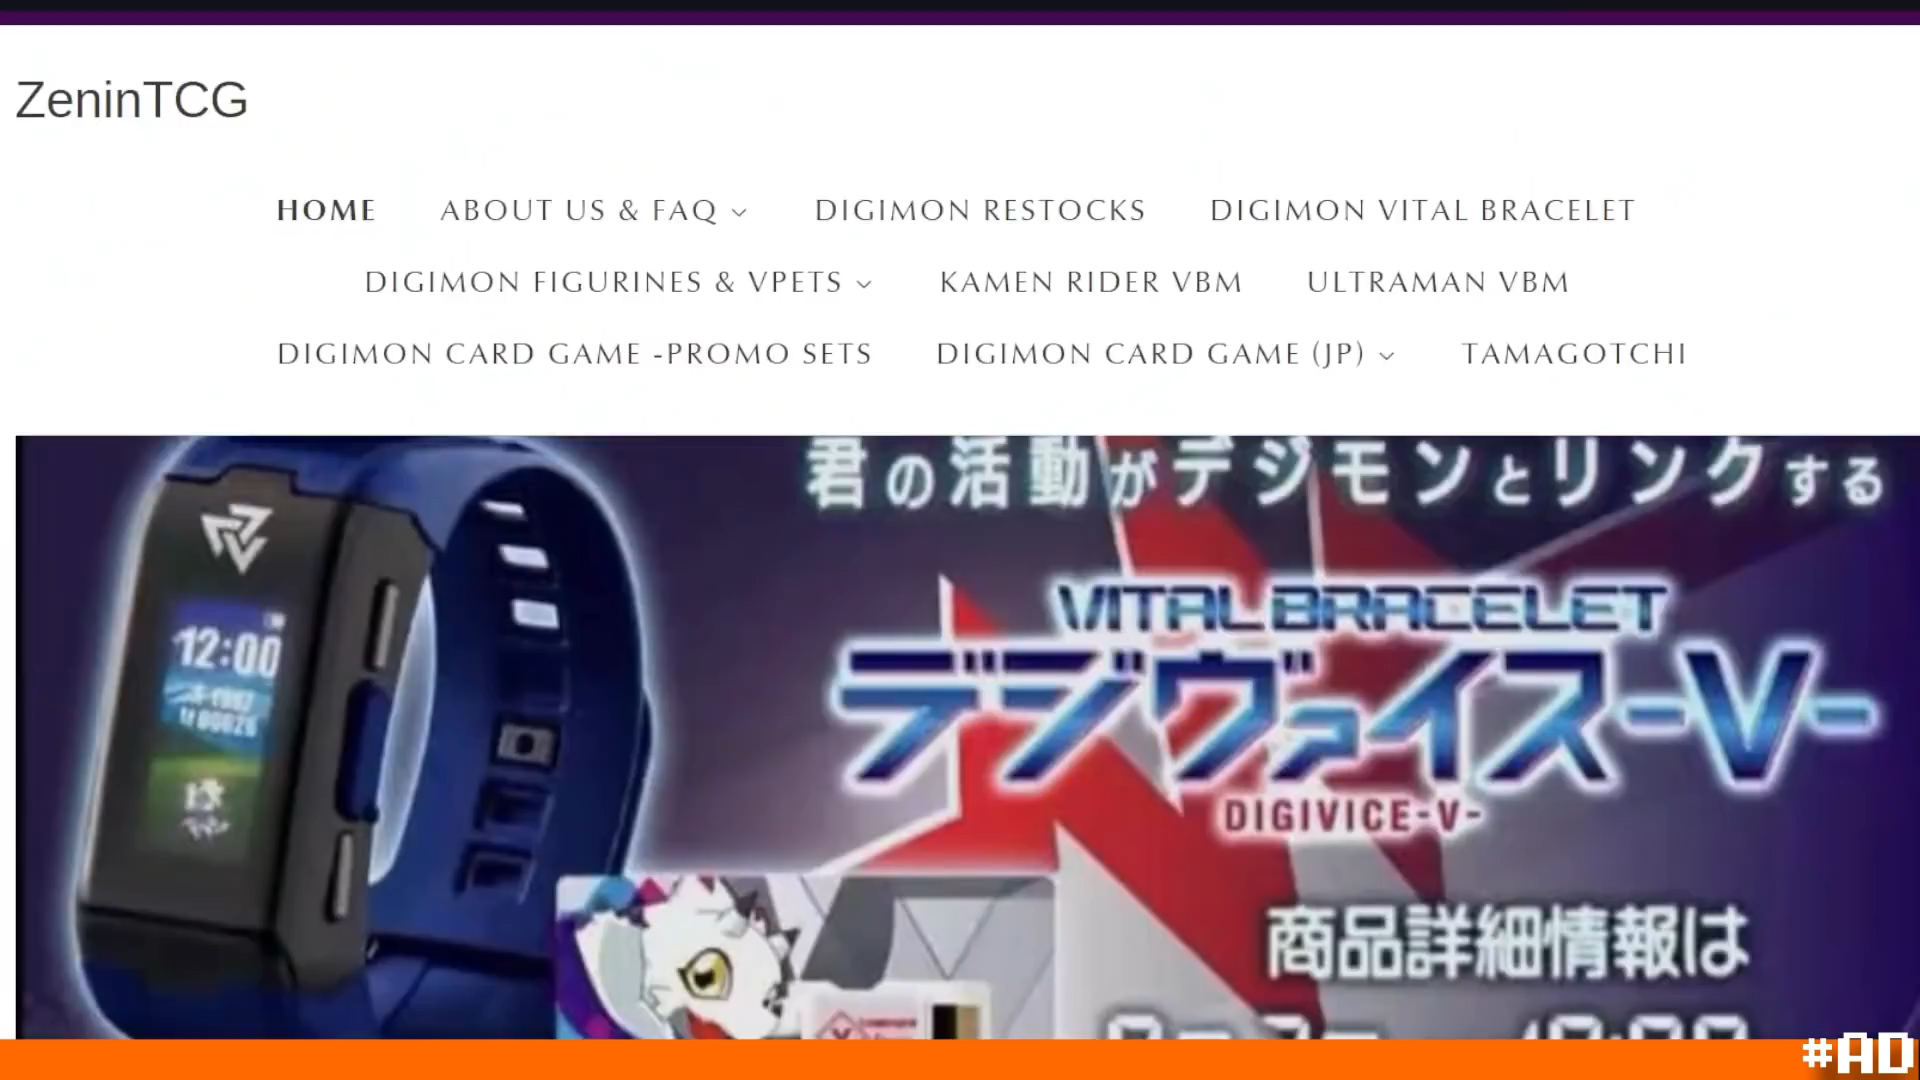 ZeninTCG
HOME ABOUT US & FAQ DIGIMON RESTOCKS DIGIMON VITAL BRACELET
DIGIMON FIGURINES & VPETS KAMEN RIDER VBM ULTRAMAN VBM
DIGIMON CARD GAME -PROMO SETS DIGIMON CARD GAME (JP) TAMAGOTCHI
君の活動がデジモンとリンクする
VITAL BRACELET
デジヴァイス-V-
DIGIVICE-V-
12:00
商品詳細情報は
#AD